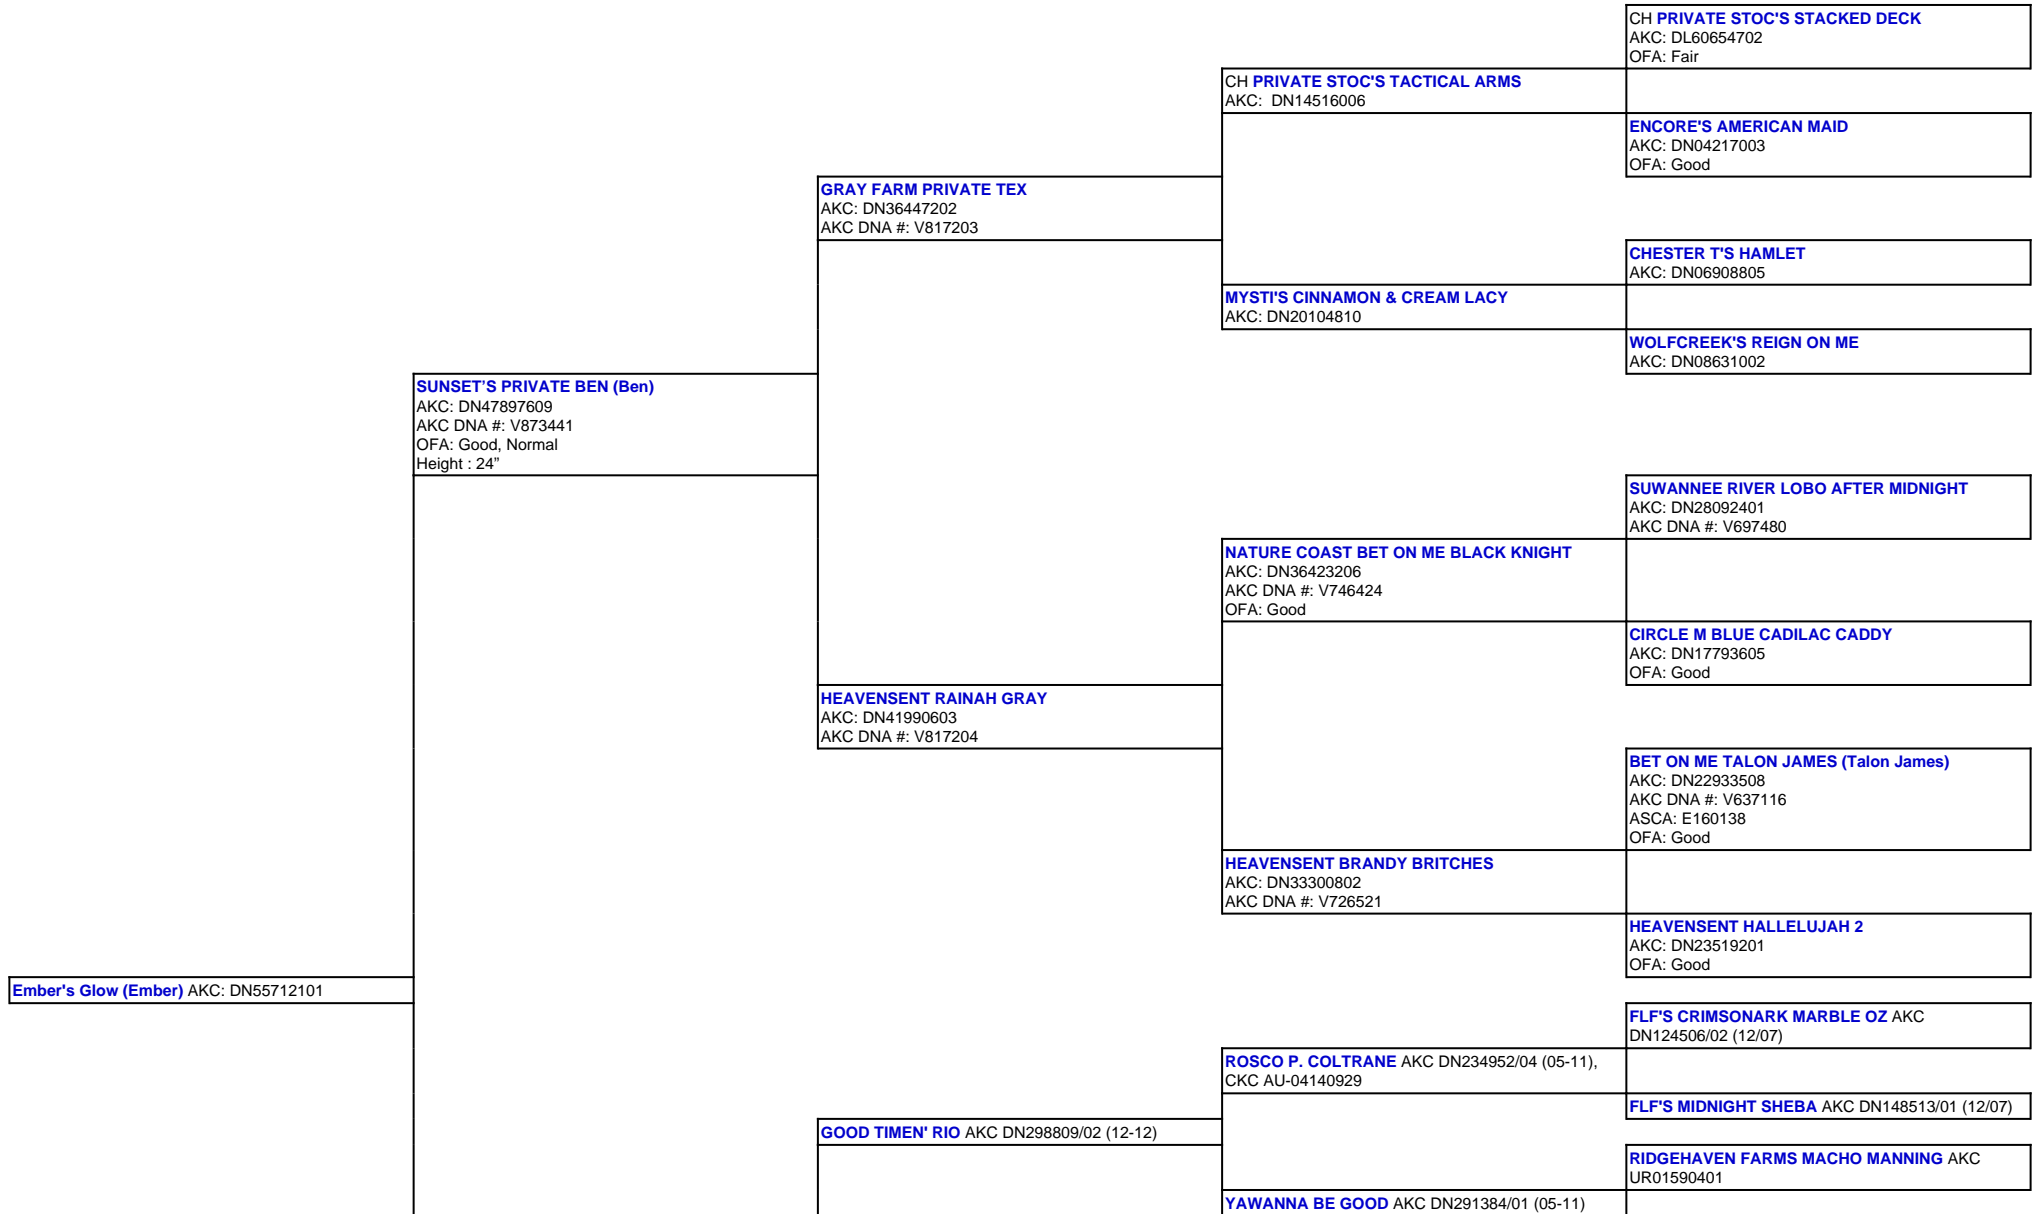 CH PRIVATE STOC'S STACKED DECK
AKC: DL60654702
OFA: Fair
CH PRIVATE STOC'S TACTICAL ARMS
AKC:  DN14516006
ENCORE'S AMERICAN MAID
AKC: DN04217003
OFA: Good
GRAY FARM PRIVATE TEX
AKC: DN36447202
AKC DNA #: V817203
CHESTER T'S HAMLET
AKC: DN06908805
MYSTI'S CINNAMON & CREAM LACY
AKC: DN20104810
WOLFCREEK'S REIGN ON ME
AKC: DN08631002
SUNSET’S PRIVATE BEN (Ben)
AKC: DN47897609
AKC DNA #: V873441
OFA: Good, Normal
Height : 24”
SUWANNEE RIVER LOBO AFTER MIDNIGHT
AKC: DN28092401
AKC DNA #: V697480
NATURE COAST BET ON ME BLACK KNIGHT
AKC: DN36423206
AKC DNA #: V746424
OFA: Good
CIRCLE M BLUE CADILAC CADDY
AKC: DN17793605
OFA: Good
HEAVENSENT RAINAH GRAY
AKC: DN41990603
AKC DNA #: V817204
BET ON ME TALON JAMES (Talon James)
AKC: DN22933508
AKC DNA #: V637116
ASCA: E160138
OFA: Good
HEAVENSENT BRANDY BRITCHES
AKC: DN33300802
AKC DNA #: V726521
HEAVENSENT HALLELUJAH 2
AKC: DN23519201
OFA: Good
Ember's Glow (Ember) AKC: DN55712101
FLF'S CRIMSONARK MARBLE OZ AKC
DN124506/02 (12/07)
ROSCO P. COLTRANE AKC DN234952/04 (05-11),
CKC AU-04140929
FLF'S MIDNIGHT SHEBA AKC DN148513/01 (12/07)
GOOD TIMEN' RIO AKC DN298809/02 (12-12)
RIDGEHAVEN FARMS MACHO MANNING AKC
UR01590401
YAWANNA BE GOOD AKC DN291384/01 (05-11)